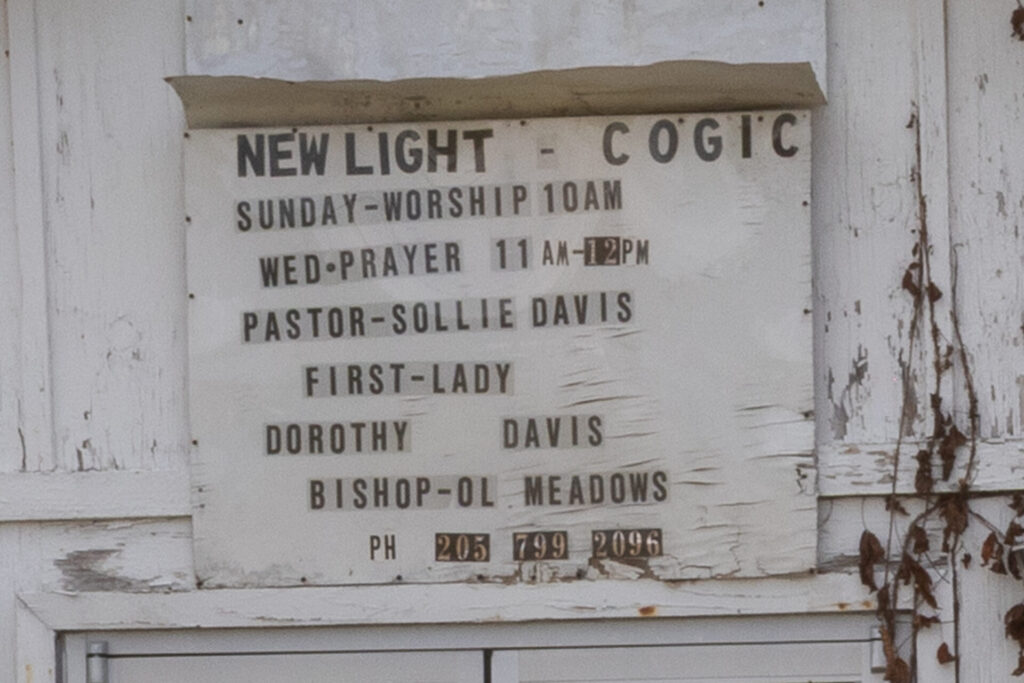 NEW LIGHT - COGIC
SUNDAY-WORSHIP 10AM
WED•PRAYER 11 AM-12PM
PASTOR-SOLLIE DAVIS
FIRST-LADY
DOROTHY DAVIS
BISHOP-OL MEADOWS
PH 205 799 2096